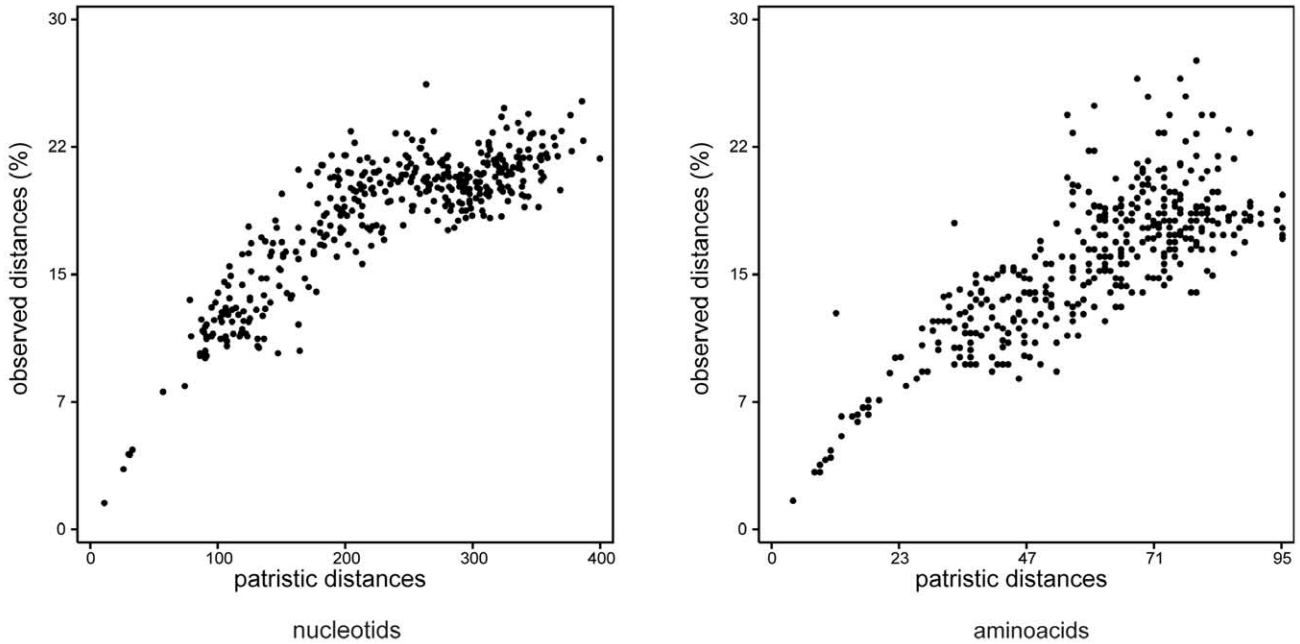 30
22
15
7
0
observed distances (%)
0 100 200 300 400
patristic distances
nucleotids
30
22
15
7
0
observed distances (%)
0 23 47 71 95
patristic distances
aminoacids